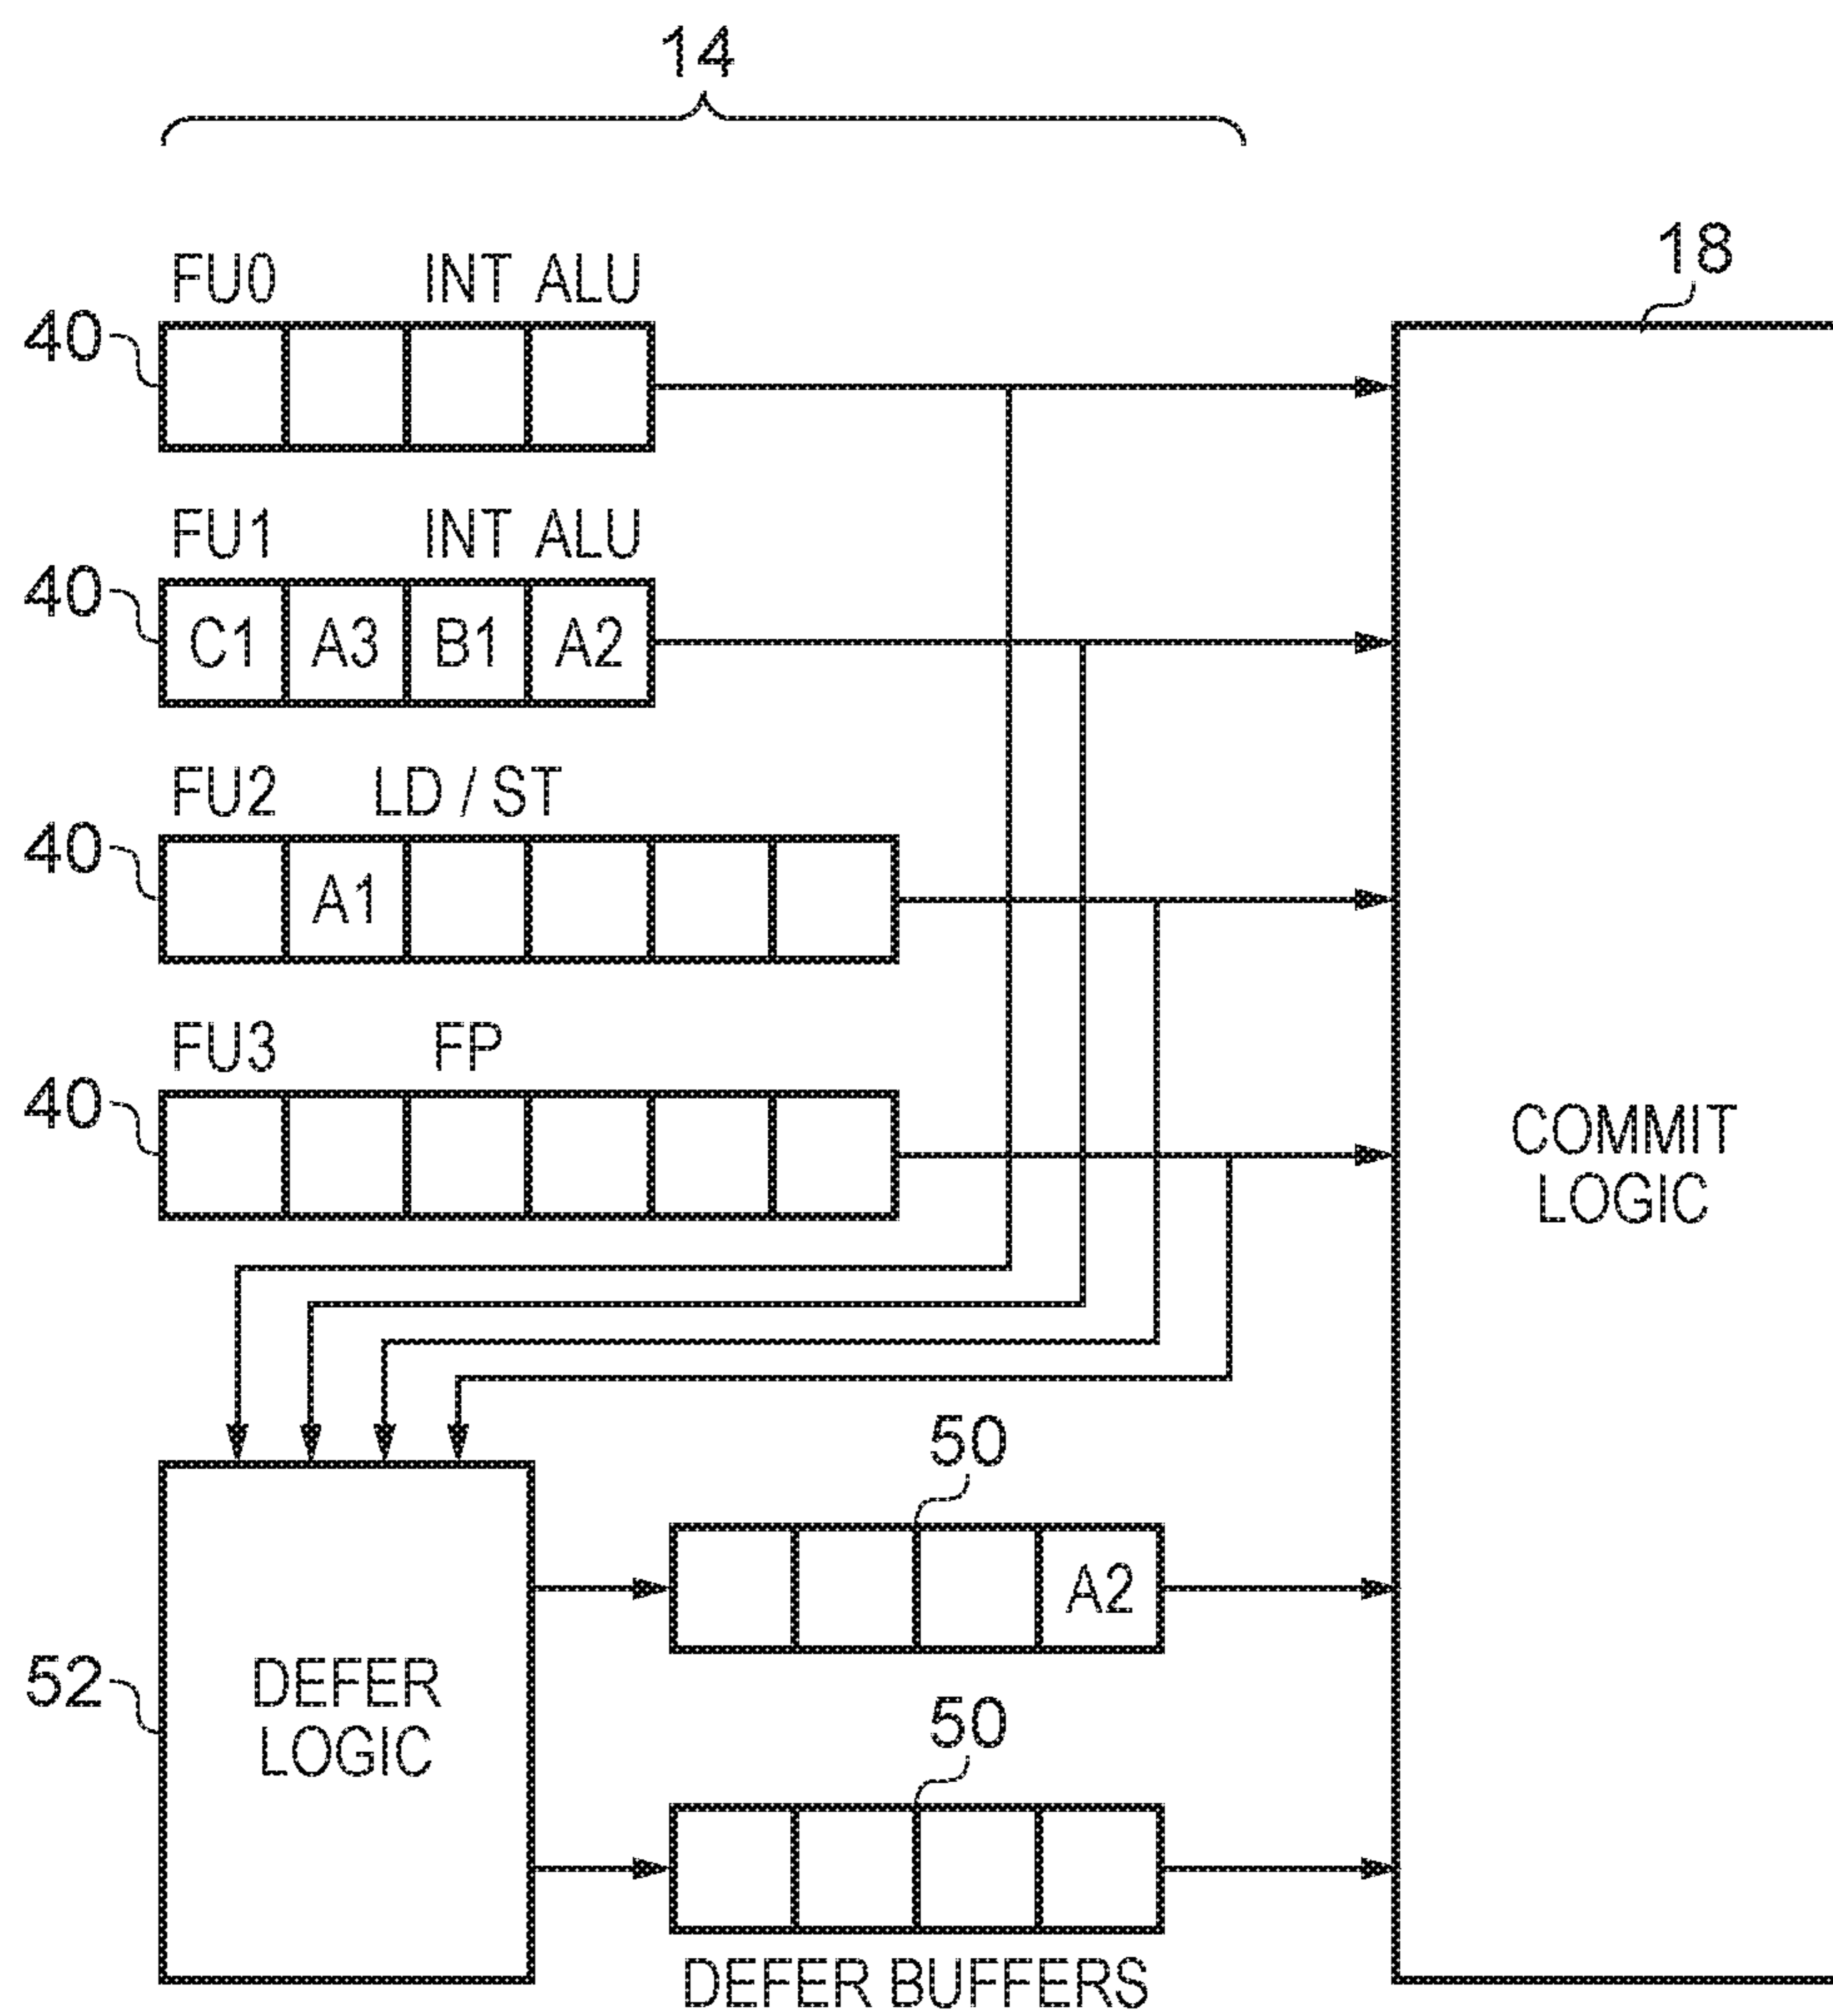 14
18
FU0 INT ALU
40
FU1 INT ALU
40
C1 A3 B1 A2
FU2 LD / ST
40
A1
FU3 FP
40
COMMIT
LOGIC
50
A2
52
DEFER
LOGIC
50
DEFER BUFFERS